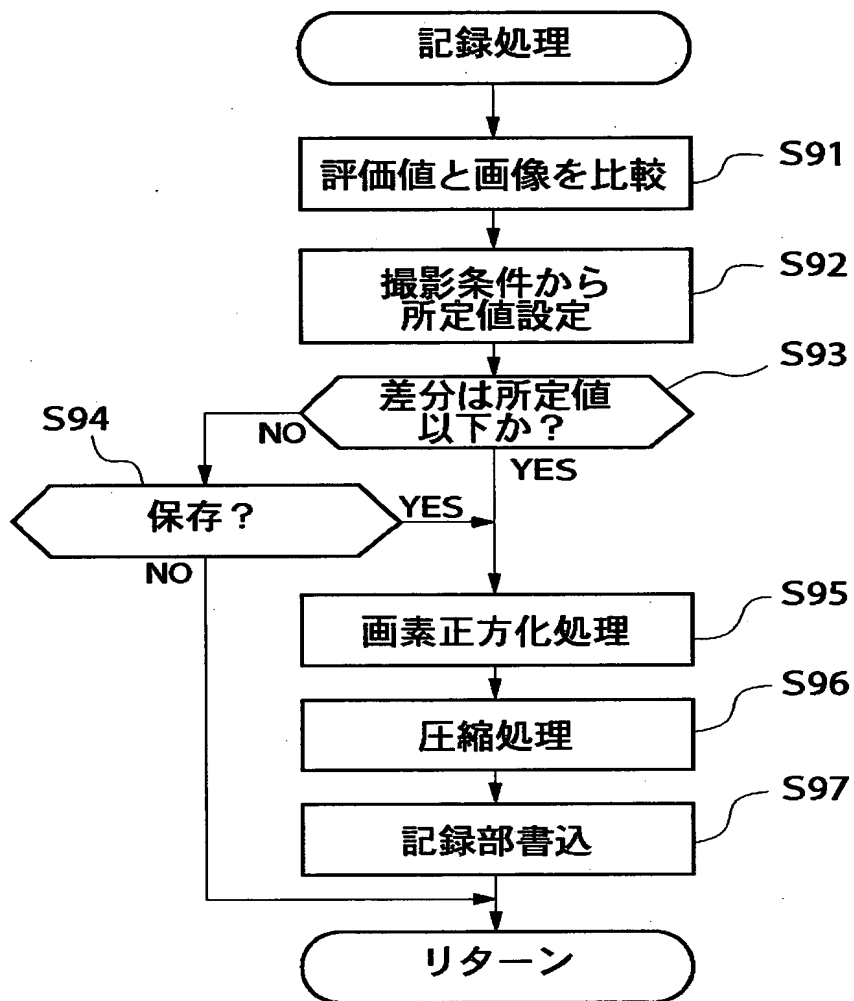 記録処理
S91
評価値と画像を比較
S92
撮影条件から
所定値設定
S93
差分は所定値
以下か？
S94
NO
YES
保存？
YES
NO
S95
画素正方化処理
S96
圧縮処理
S97
記録部書込
リターン